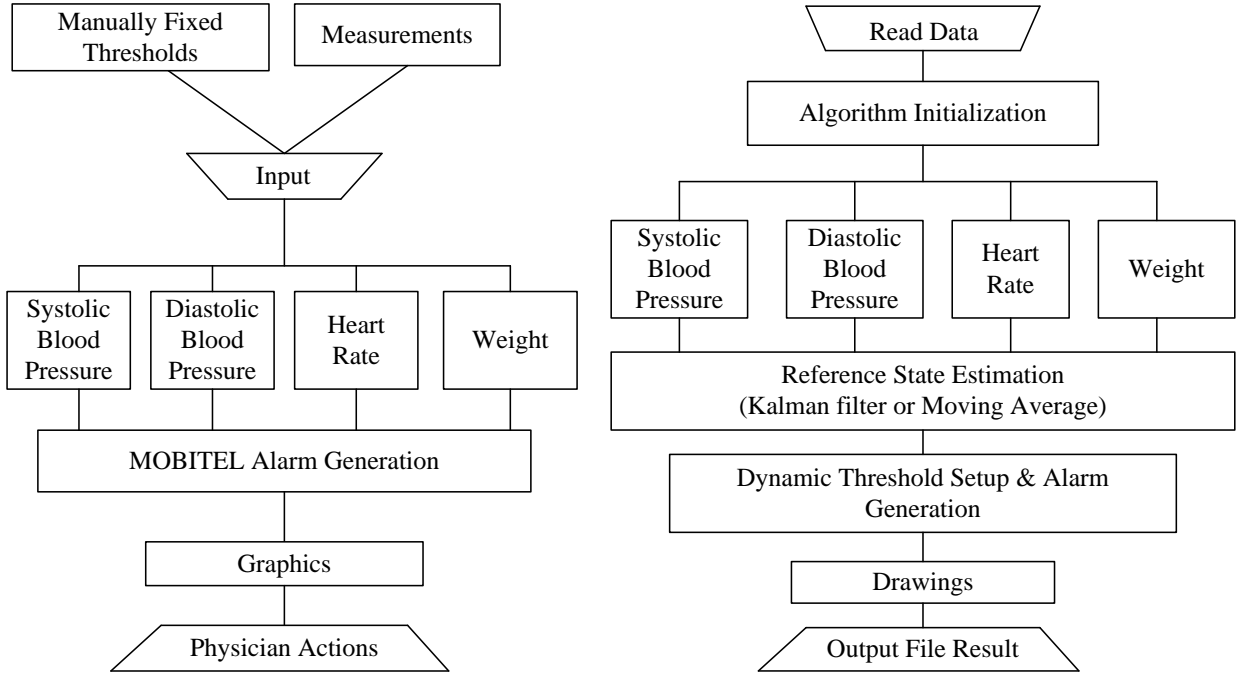 Manually Fixed
Thresholds
Measurements
Input
Systolic
Blood
Pressure
Diastolic
Blood
Pressure
Heart
Rate
Weight
MOBITEL Alarm Generation
Graphics
Physician Actions
Read Data
Algorithm Initialization
Systolic
Blood
Pressure
Diastolic
Blood
Pressure
Heart
Rate
Weight
Reference State Estimation
(Kalman filter or Moving Average)
Dynamic Threshold Setup & Alarm
Generation
Drawings
Output File Result